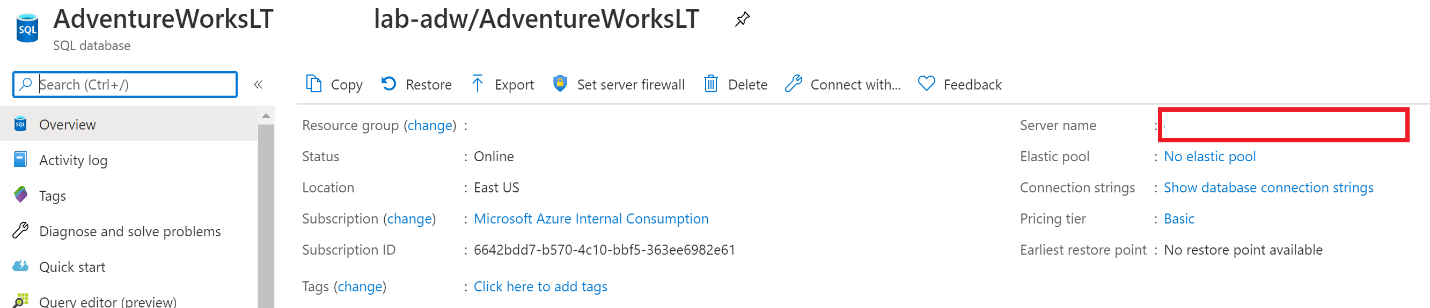 AdventureWorksLT lab-adw/AdventureWorksLT
SQL
SQL database
Search (Ctrl+/) «
Copy Restore Export Set server firewall Delete Connect with... Feedback
Overview
Activity log
Tags
Diagnose and solve problems
Quick start
Query editor (preview)
Resource group (change) :
Status : Online
Location : East US
Subscription (change) : Microsoft Azure Internal Consumption
Subscription ID : 6642bdd7-b570-4c10-bbf5-363ee6982e61
Tags (change) : Click here to add tags
Server name :
Elastic pool : No elastic pool
Connection strings : Show database connection strings
Pricing tier : Basic
Earliest restore point : No restore point available